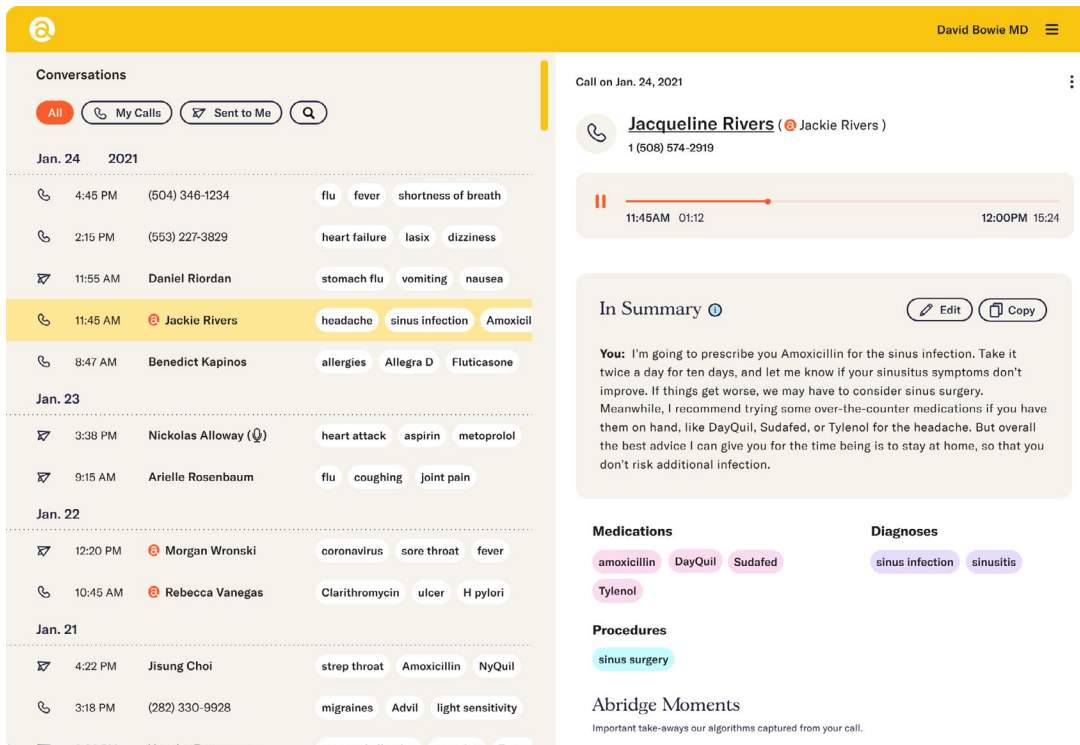 David Bowie MD
Conversations
All My Calls Sent to Me
Jan. 24 2021
4:45 PM (504) 346-1234 flu fever shortness of breath
2:15 PM (553) 227-3829 heart failure lasix dizziness
11:55 AM Daniel Riordan stomach flu vomiting nausea
11:45 AM Jackie Rivers headache sinus infection Amoxicil
8:47 AM Benedict Kapinos allergies Allegra D Fluticasone
Jan. 23
3:38 PM Nickolas Alloway ( ) heart attack aspirin metoprolol
9:15 AM Arielle Rosenbaum flu coughing joint pain
Jan. 22
12:20 PM Morgan Wronski coronavirus sore throat fever
10:45 AM Rebecca Vanegas Clarithromycin ulcer H pylori
Jan. 21
4:22 PM Jisung Choi strep throat Amoxicillin NyQuil
3:18 PM (282) 330-9928 migraines Advil light sensitivity
Call on Jan. 24, 2021
Jacqueline Rivers ( Jackie Rivers )
1 (508) 574-2919
11:45AM 01:12 12:00PM 15:24
In Summary Edit Copy
You: I'm going to prescribe you Amoxicillin for the sinus infection. Take it
twice a day for ten days, and let me know if your sinusitus symptoms don't
improve. If things get worse, we may have to consider sinus surgery.
Meanwhile, I recommend trying some over-the-counter medications if you have
them on hand, like DayQuil, Sudafed, or Tylenol for the headache. But overall
the best advice I can give you for the time being is to stay at home, so that you
don't risk additional infection.
Medications Diagnoses
amoxicillin DayQuil Sudafed sinus infection sinusitis
Tylenol
Procedures
sinus surgery
Abridge Moments
Important take-aways our algorithms captured from your call.